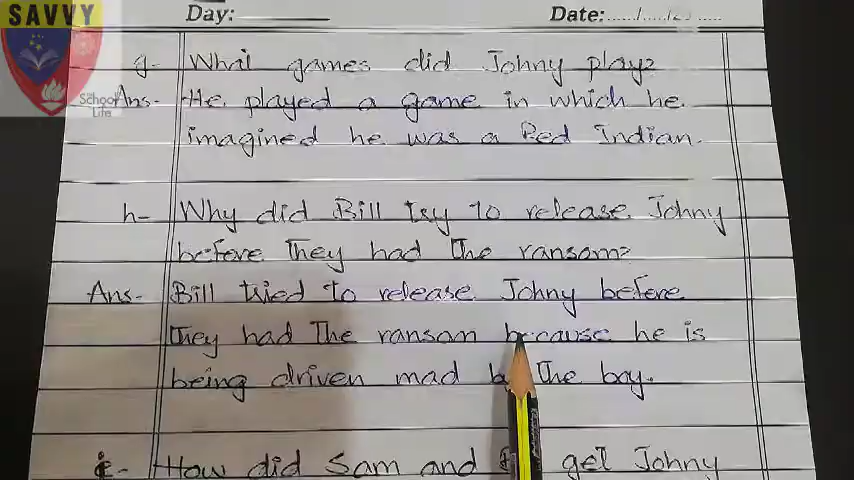 SAVVY
School
Life
Day:
Date:
g- What games did Johny play?
Ans- He played a game in which he
imagined he was a Red Indian.
h- Why did Bill try to release Johny
before they had the ransom?
Ans- Bill tried to release Johny before
they had the ransom because he is
being driven mad by the boy.
i- How did Sam and get Johny